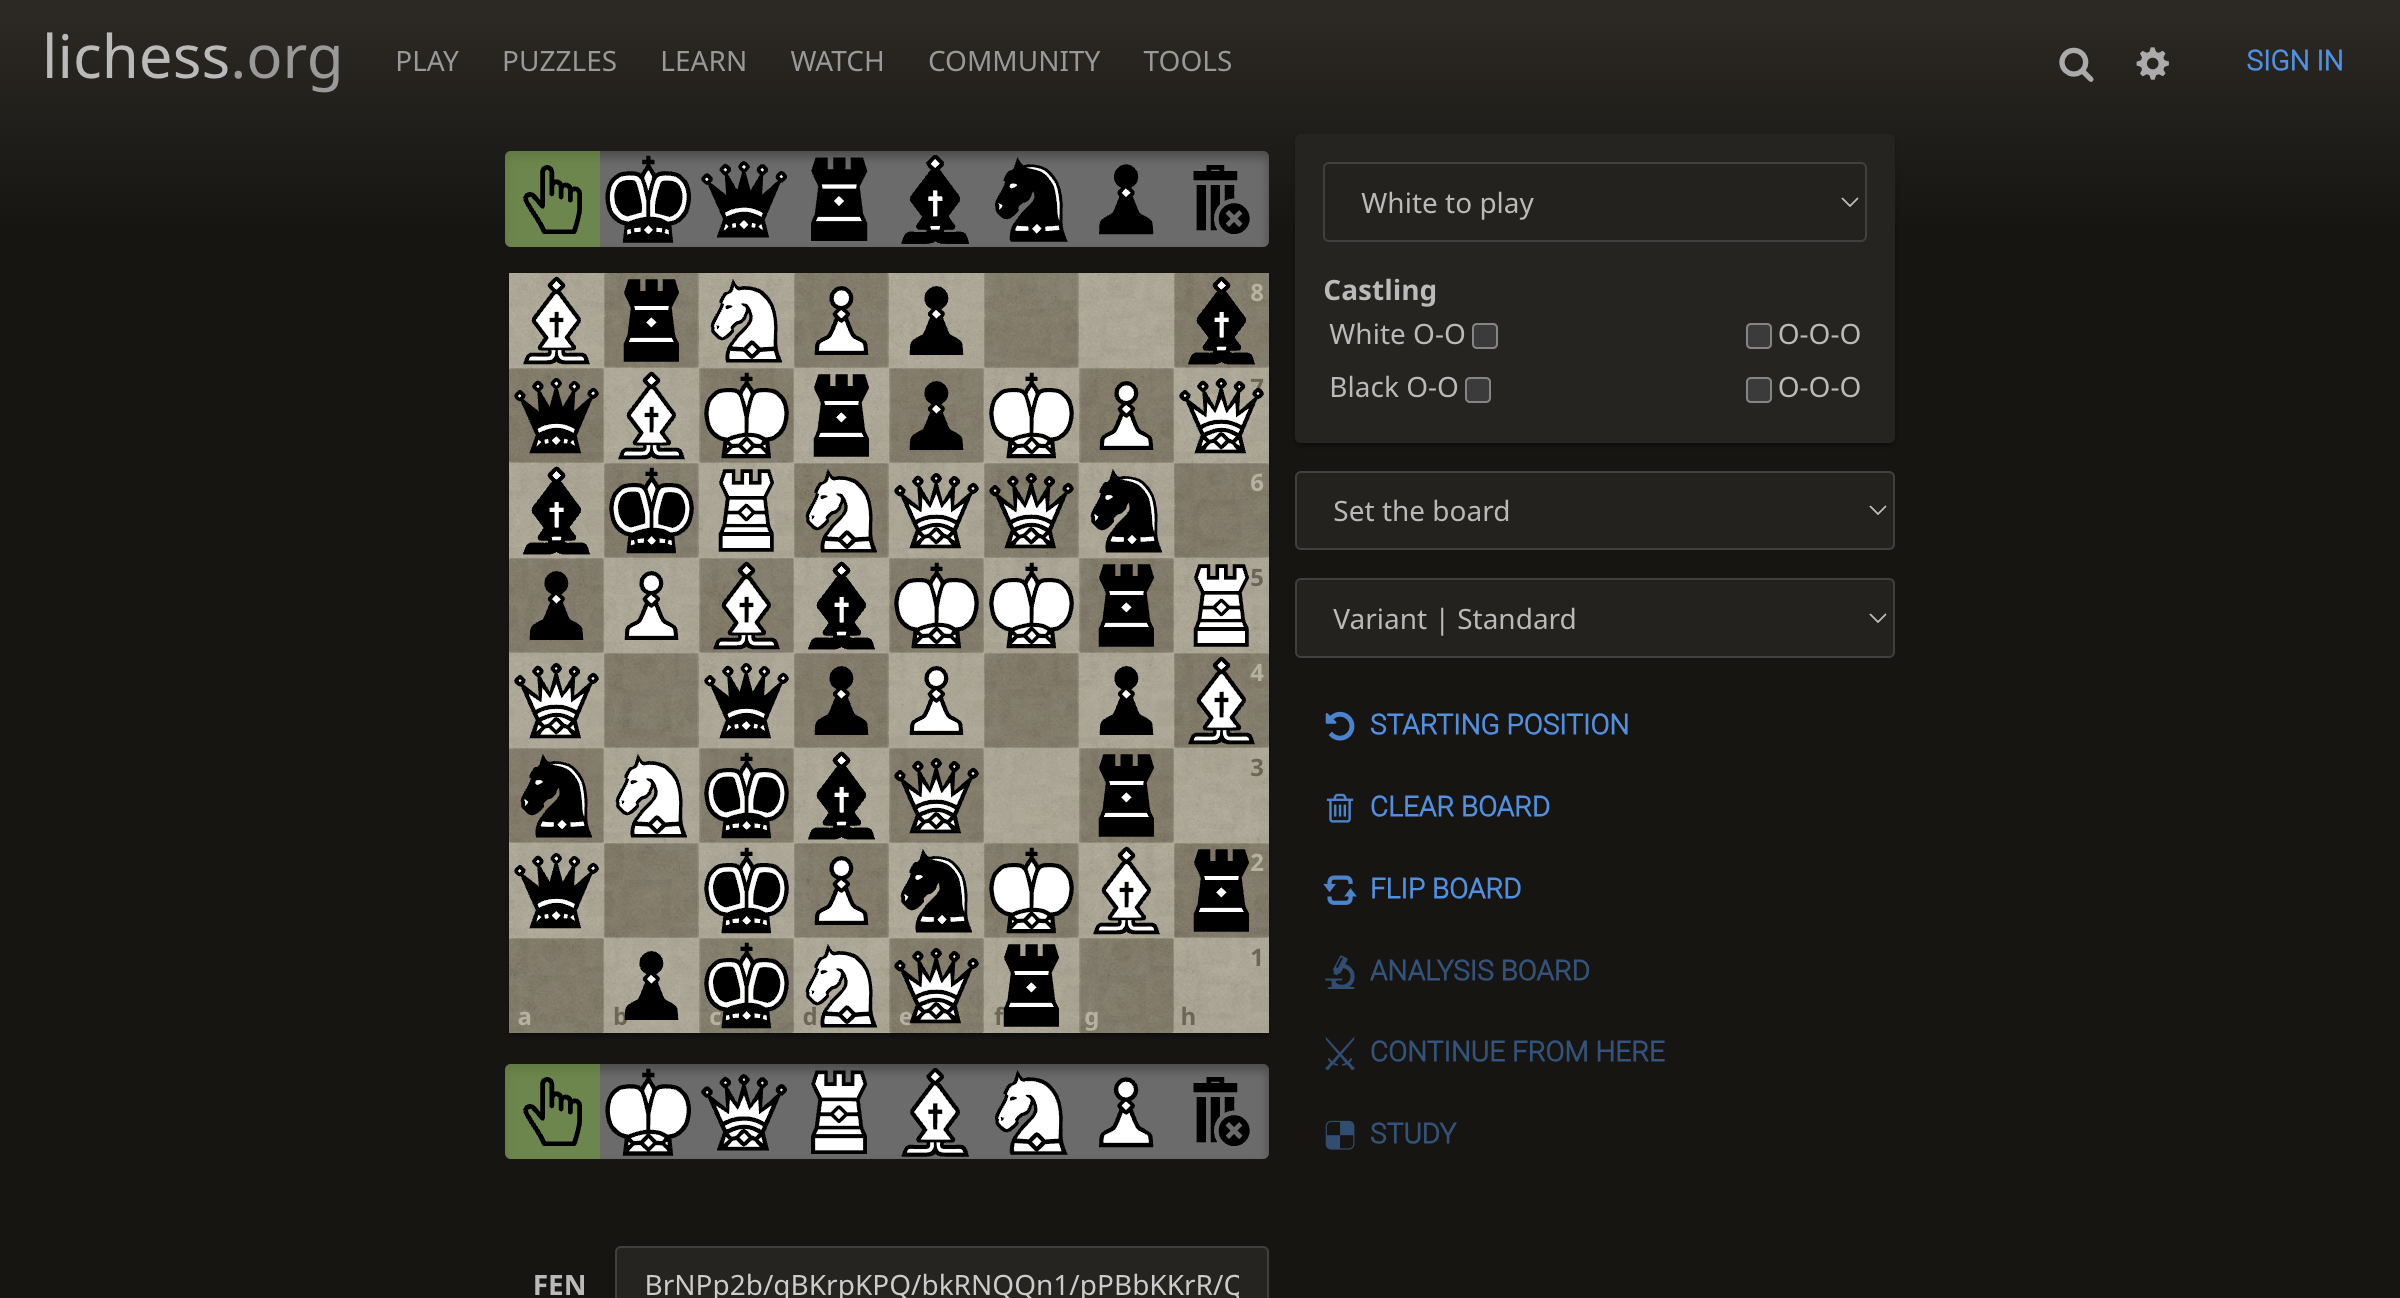 lichess.org PLAY PUZZLES LEARN WATCH COMMUNITY TOOLS SIGN IN
White to play
Castling
White O-O O-O-O
Black O-O O-O-O
Set the board
Variant | Standard
STARTING POSITION
CLEAR BOARD
FLIP BOARD
ANALYSIS BOARD
CONTINUE FROM HERE
STUDY
8
7
6
5
4
3
2
1
a b c d e f g h
FEN BrNPp2b/qBKrpKPQ/bkRNQQn1/pPBbKKrR/Q